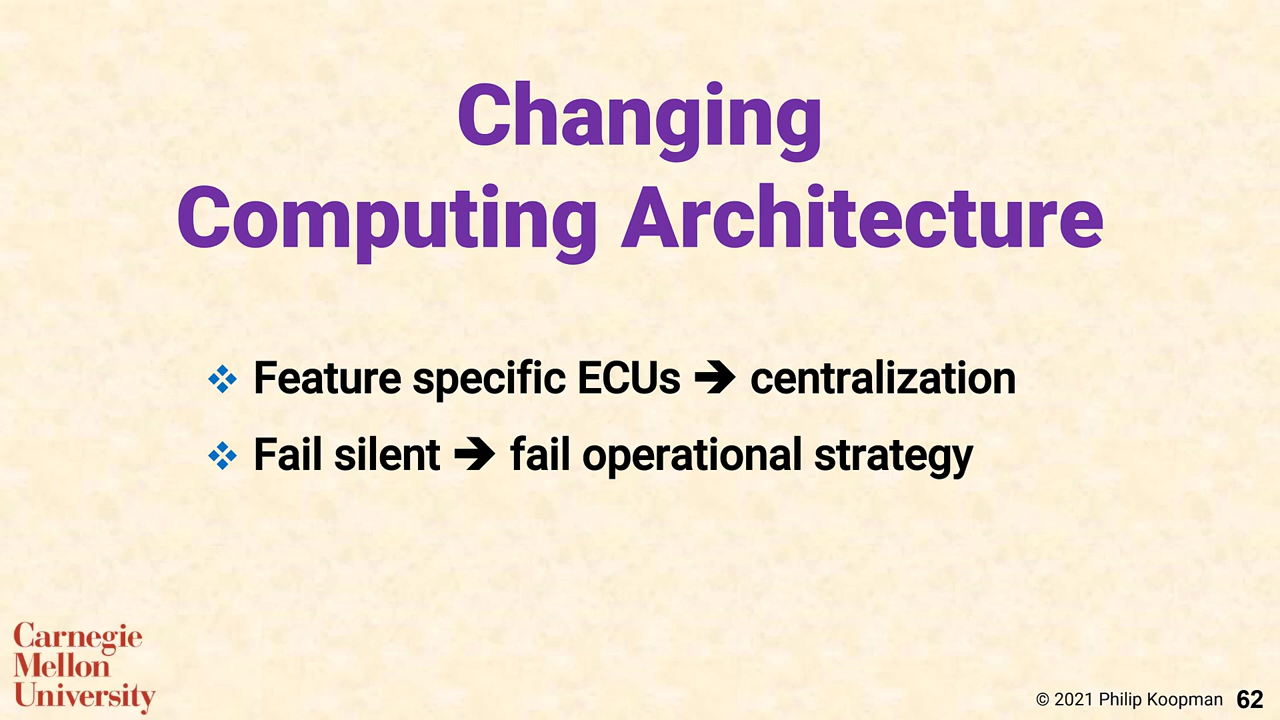 Changing
Computing Architecture
❖ Feature specific ECUs ➔ centralization
❖ Fail silent ➔ fail operational strategy
Carnegie
Mellon
University
© 2021 Philip Koopman 62